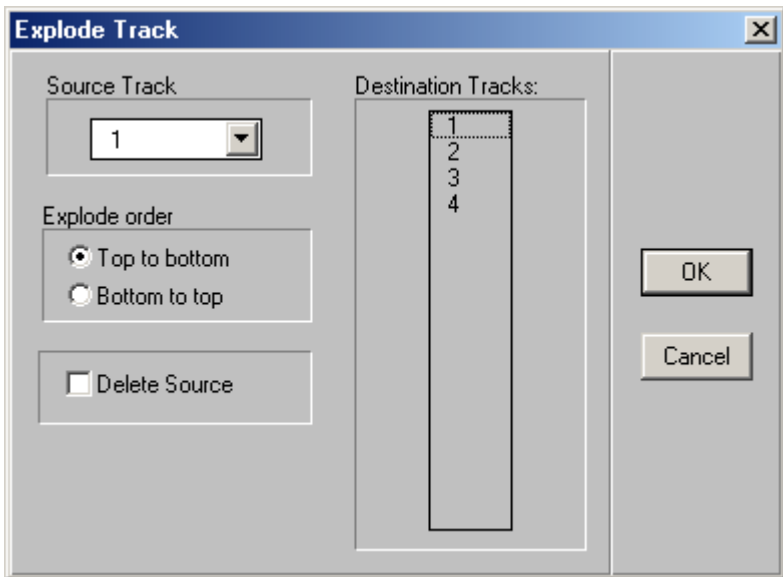 Explode Track
Source Track
1
Explode order
Top to bottom
Bottom to top
Delete Source
Destination Tracks:
1
2
3
4
OK
Cancel